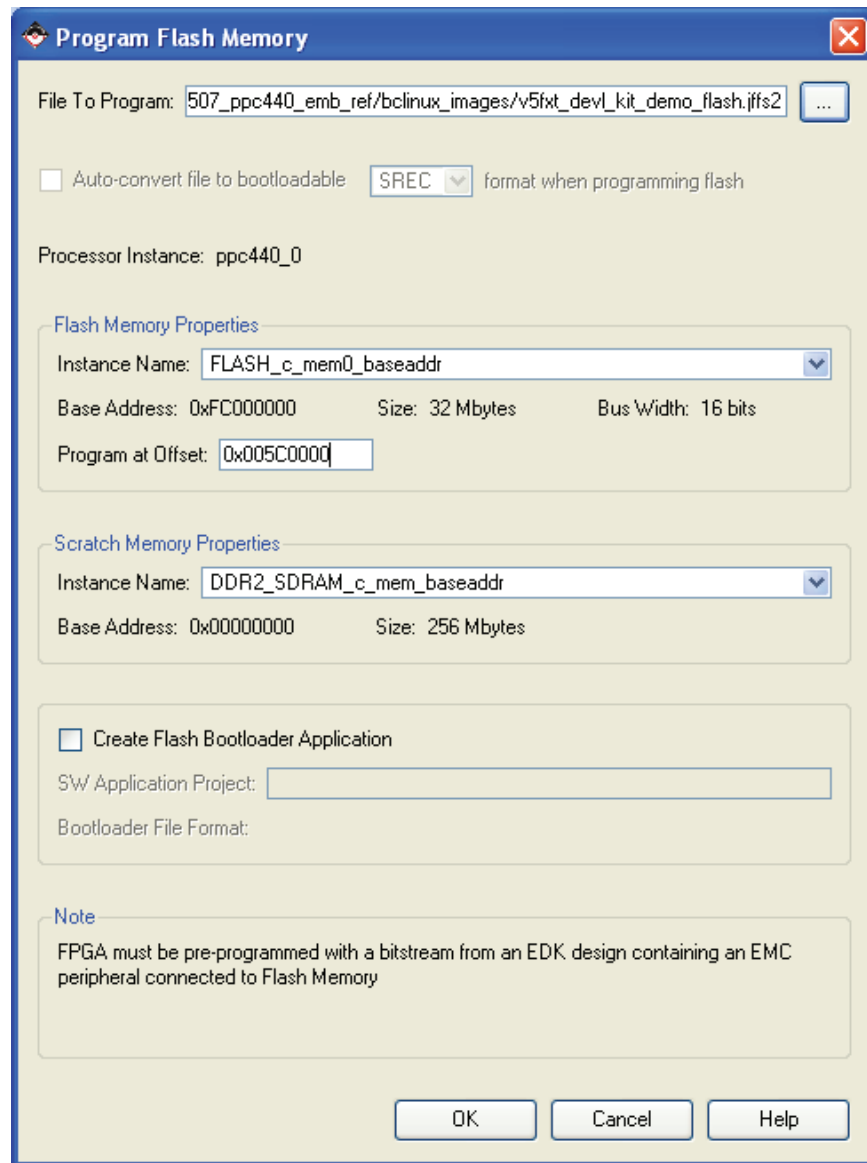 Program Flash Memory
File To Program: 507_ppc440_emb_ref/bclinux_images/v5fxt_devl_kit_demo_flash.jffs2 ...
Auto-convert file to bootloadable SREC format when programming flash
Processor Instance: ppc440_0
Flash Memory Properties
Instance Name: FLASH_c_mem0_baseaddr
Base Address: 0xFC000000 Size: 32 Mbytes Bus Width: 16 bits
Program at Offset: 0x005C0000
Scratch Memory Properties
Instance Name: DDR2_SDRAM_c_mem_baseaddr
Base Address: 0x00000000 Size: 256 Mbytes
Create Flash Bootloader Application
SW Application Project:
Bootloader File Format:
Note
FPGA must be pre-programmed with a bitstream from an EDK design containing an EMC
peripheral connected to Flash Memory
OK Cancel Help